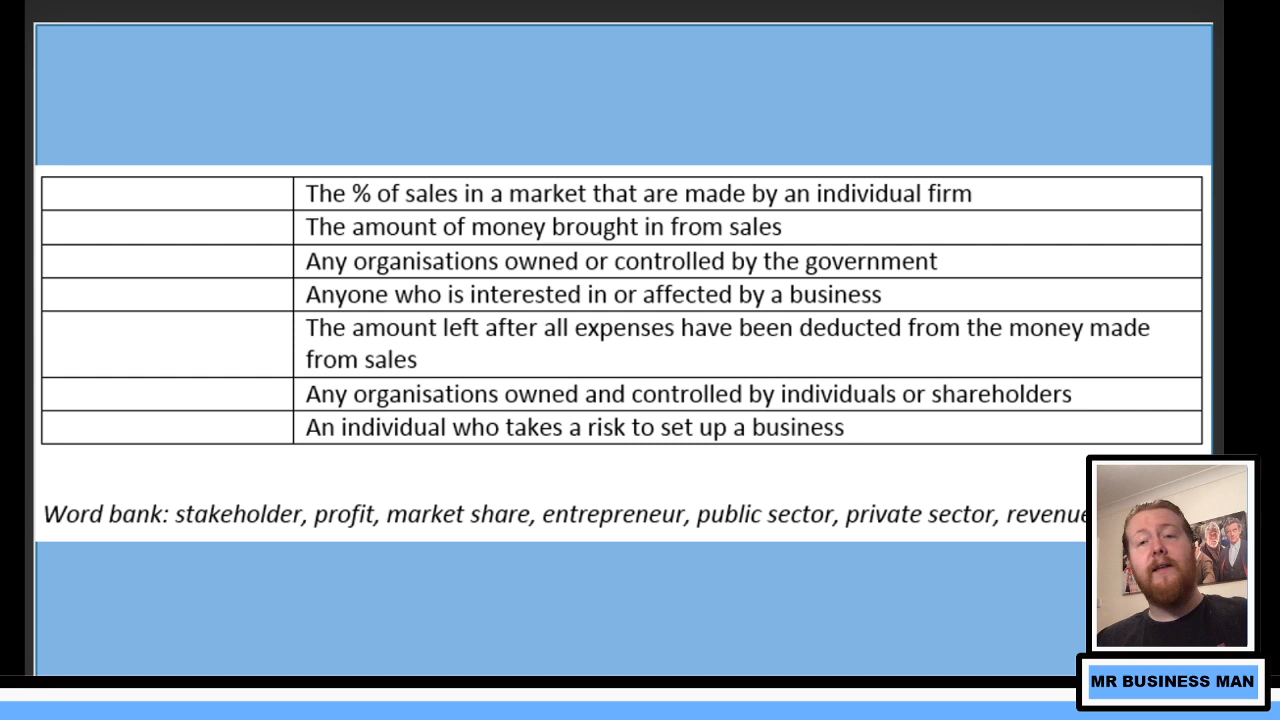 The % of sales in a market that are made by an individual firm
The amount of money brought in from sales
Any organisations owned or controlled by the government
Anyone who is interested in or affected by a business
The amount left after all expenses have been deducted from the money made
from sales
Any organisations owned and controlled by individuals or shareholders
An individual who takes a risk to set up a business
Word bank: stakeholder, profit, market share, entrepreneur, public sector, private sector, revenue
MR BUSINESS MAN